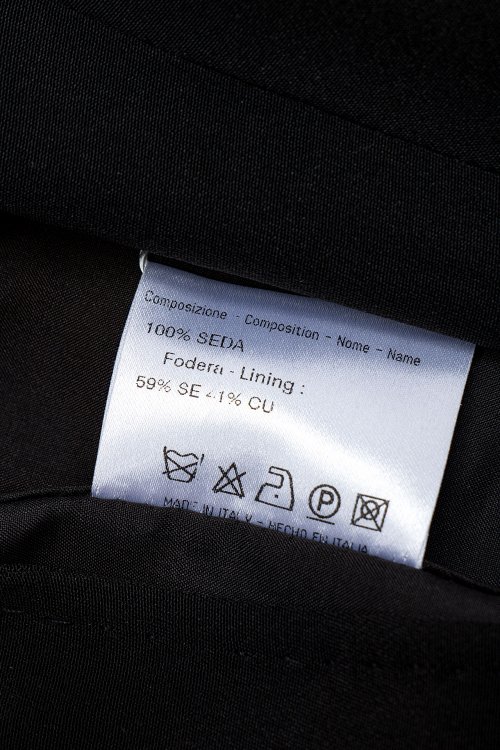 Composizione - Composition - Nome - Name
100% SEDA
Fodera - Lining :
59% SE 41% CU
P
MADE IN ITALY - HECHO EN ITALIA